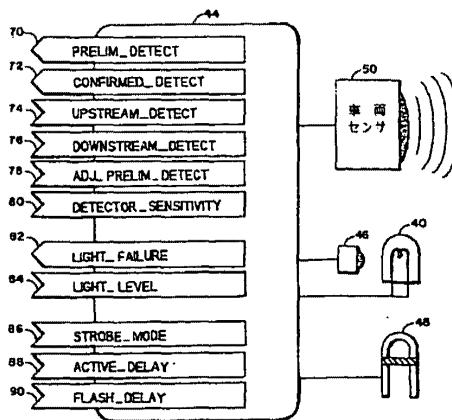 44
70
PRELIM_DETECT
72
CONFIRMED_DETECT
74
UPSTREAM_DETECT
76
DOWNSTREAM_DETECT
78
ADJ_PRELIM_DETECT
80
DETECTOR_SENSITIVITY
82
LIGHT_FAILURE
84
LIGHT_LEVEL
86
STROBE_MODE
88
ACTIVE_DELAY
90
FLASH_DELAY
50
車両
センサ
46
40
48